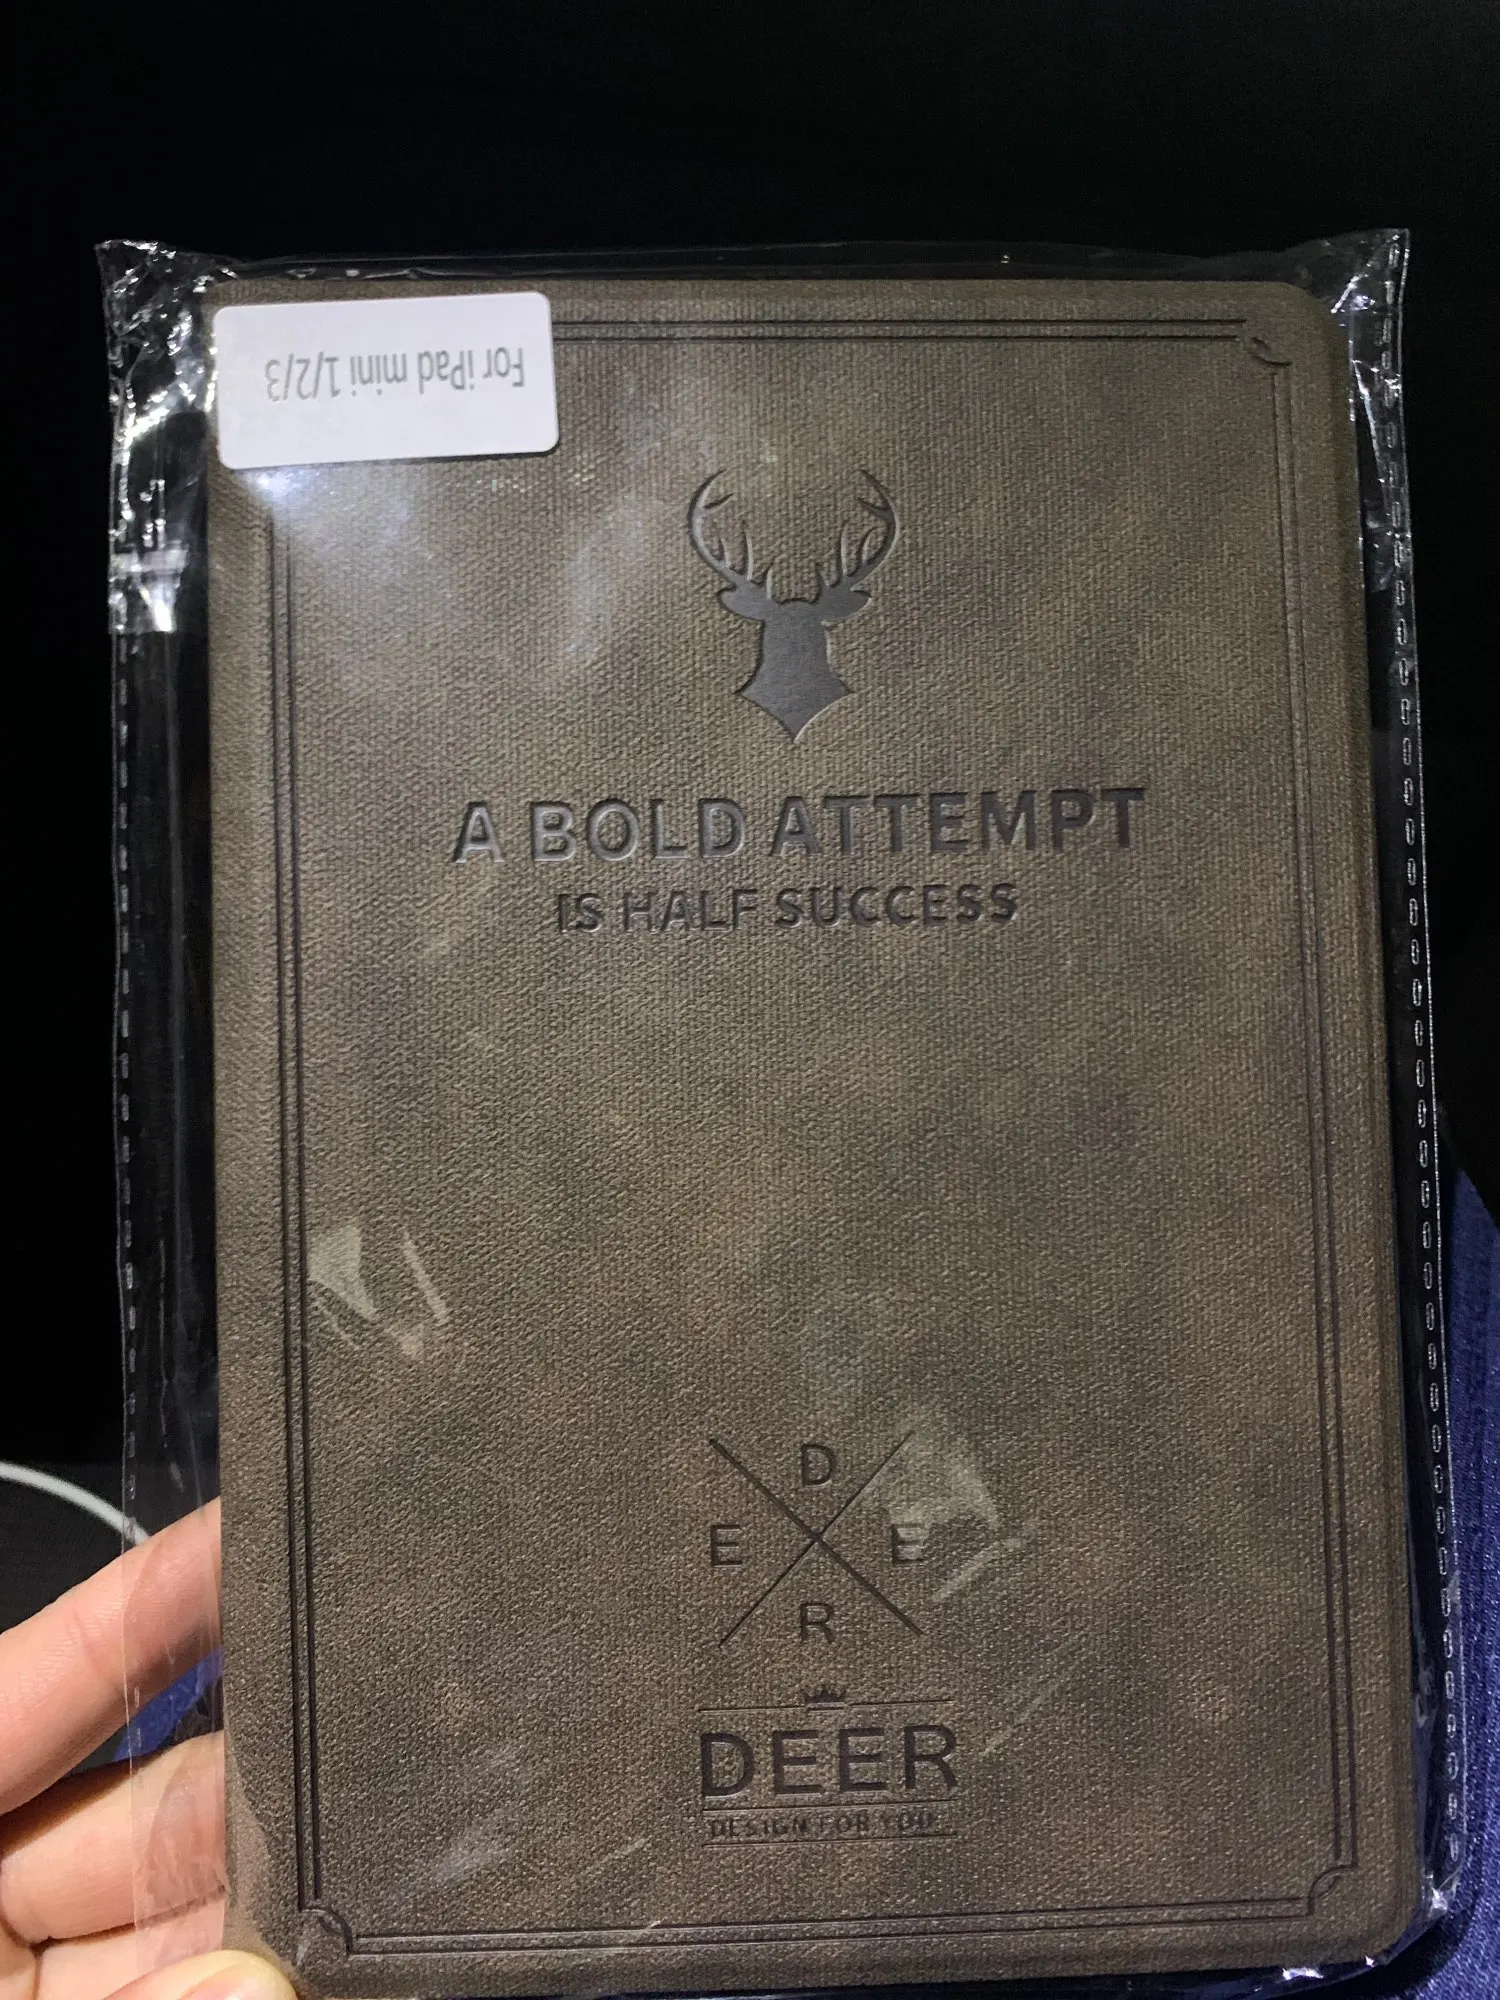 For iPad mini 1/2/3
A BOLD ATTEMPT
IS HALF SUCCESS
D
E E
R
DEER
DESIGN FOR YOU